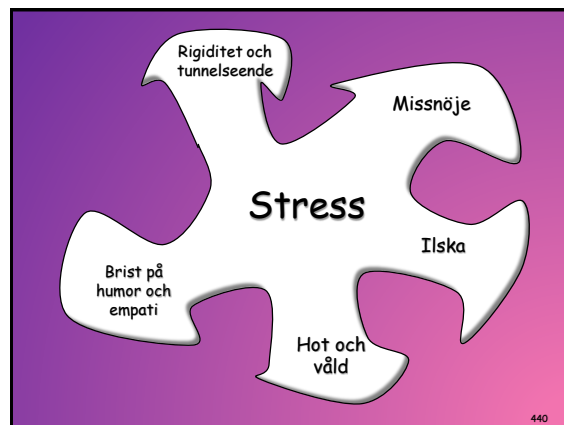 Rigiditet och
tunnelseende
Missnöje
Stress
Ilska
Brist på
humor och
empati
Hot och
våld
440